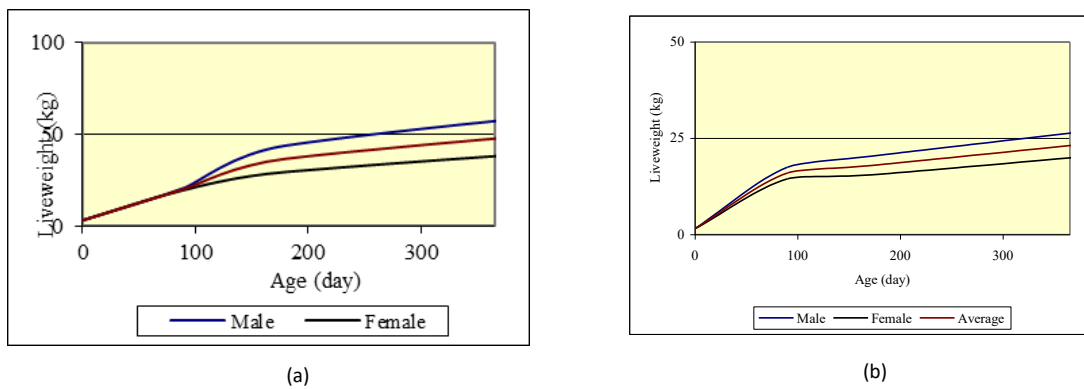 100
50
0
Liveweight (kg)
0 100 200 300
Age (day)
Male Female
(a)
50
25
0
Liveweight (kg)
0 100 200 300
Age (day)
Male Female Average
(b)